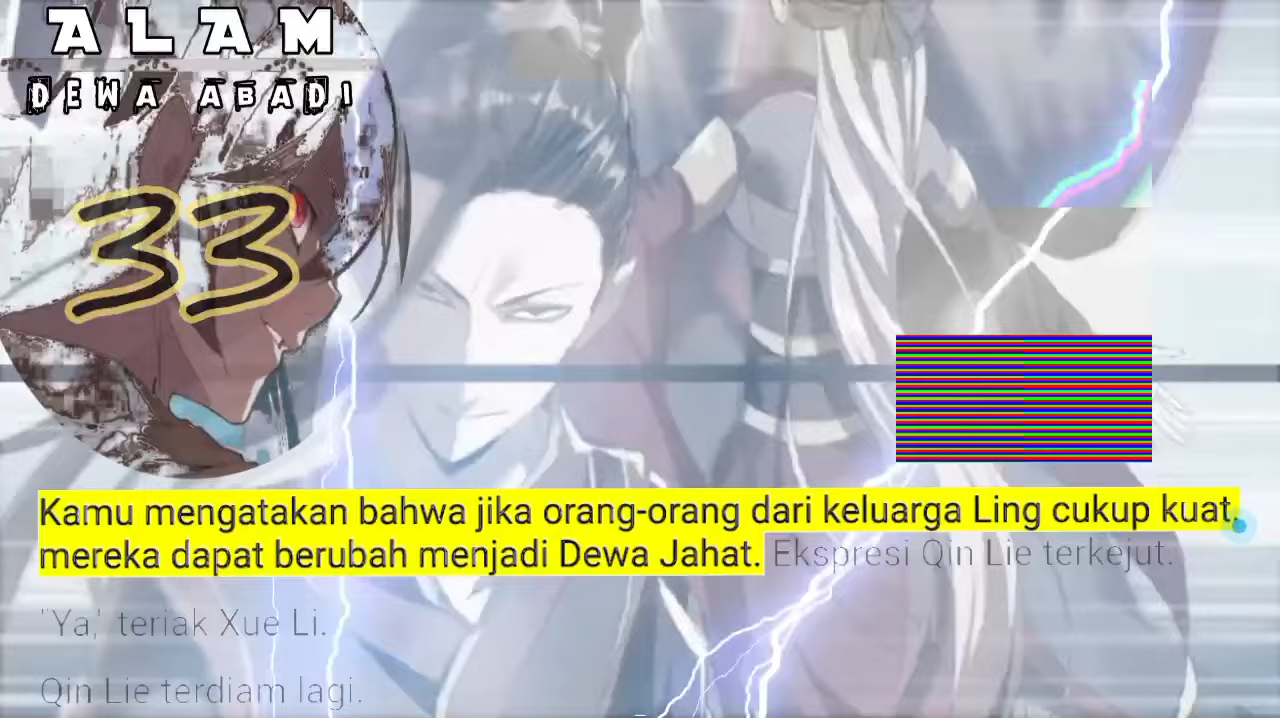 ALAM
DEWA ABADI
33
Kamu mengatakan bahwa jika orang-orang dari keluarga Ling cukup kuat,
mereka dapat berubah menjadi Dewa Jahat. Ekspresi Qin Lie terkejut.
'Ya,' teriak Xue Li.
Qin Lie terdiam lagi.